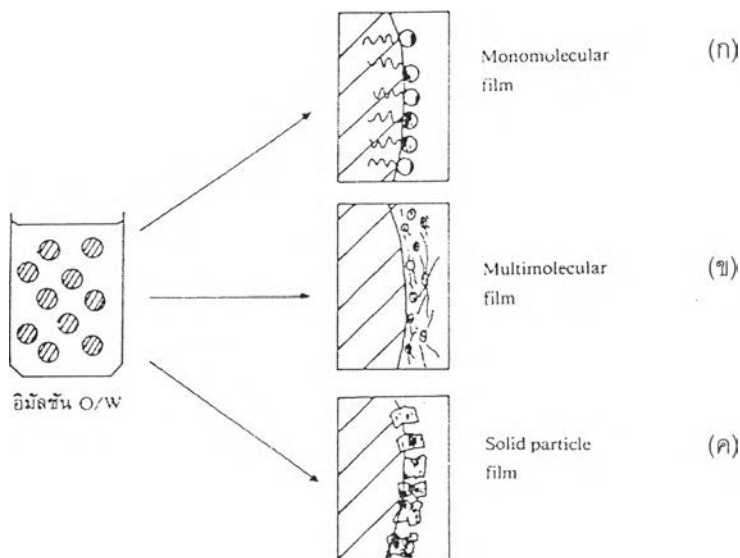 Monomolecular
film
(ก)
Multimolecular
film
(ข)
อิมัลชัน O/W
Solid particle
film
(ค)